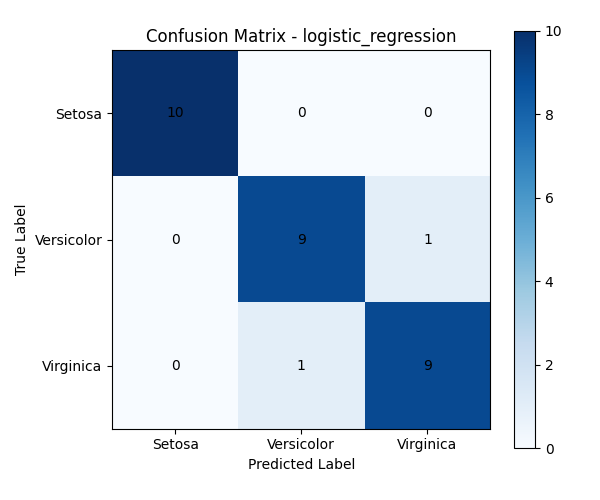 Confusion Matrix - logistic_regression
True Label
Setosa 10 0 0
Versicolor 0 9 1
Virginica 0 1 9
Setosa Versicolor Virginica
Predicted Label
10
8
6
4
2
0